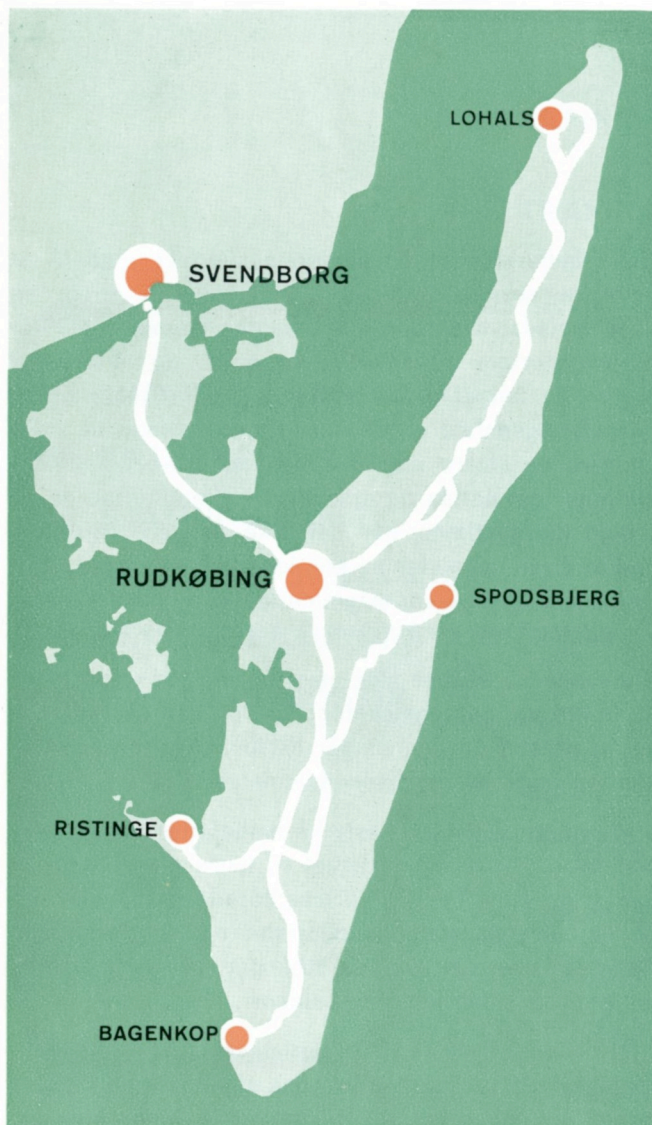 LOHALS
SVENDBORG
RUDKØBING
SPODSBJERG
RISTINGE
BAGENKOP